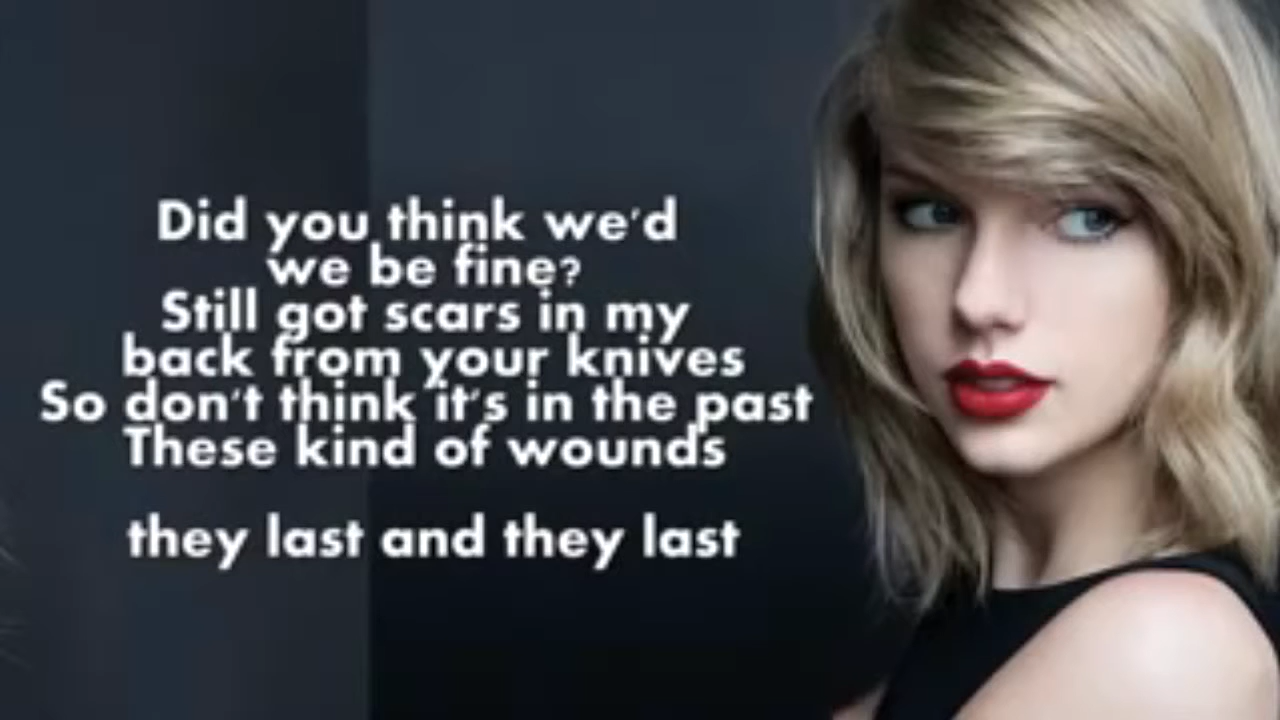 Did you think we'd
we be fine?
Still got scars in my
back from your knives
So don't think it's in the past
These kind of wounds
they last and they last